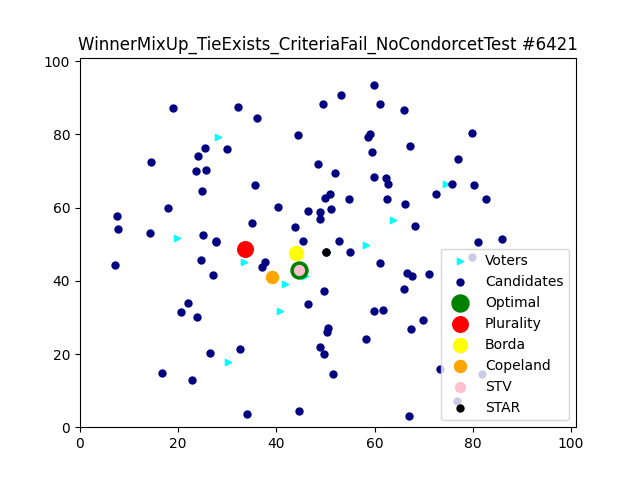 WinnerMixUp_TieExists_CriteriaFail_NoCondorcetTest #6421
100
80
60
40
20
0
0 20 40 60 80 100
Voters
Candidates
Optimal
Plurality
Borda
Copeland
STV
STAR